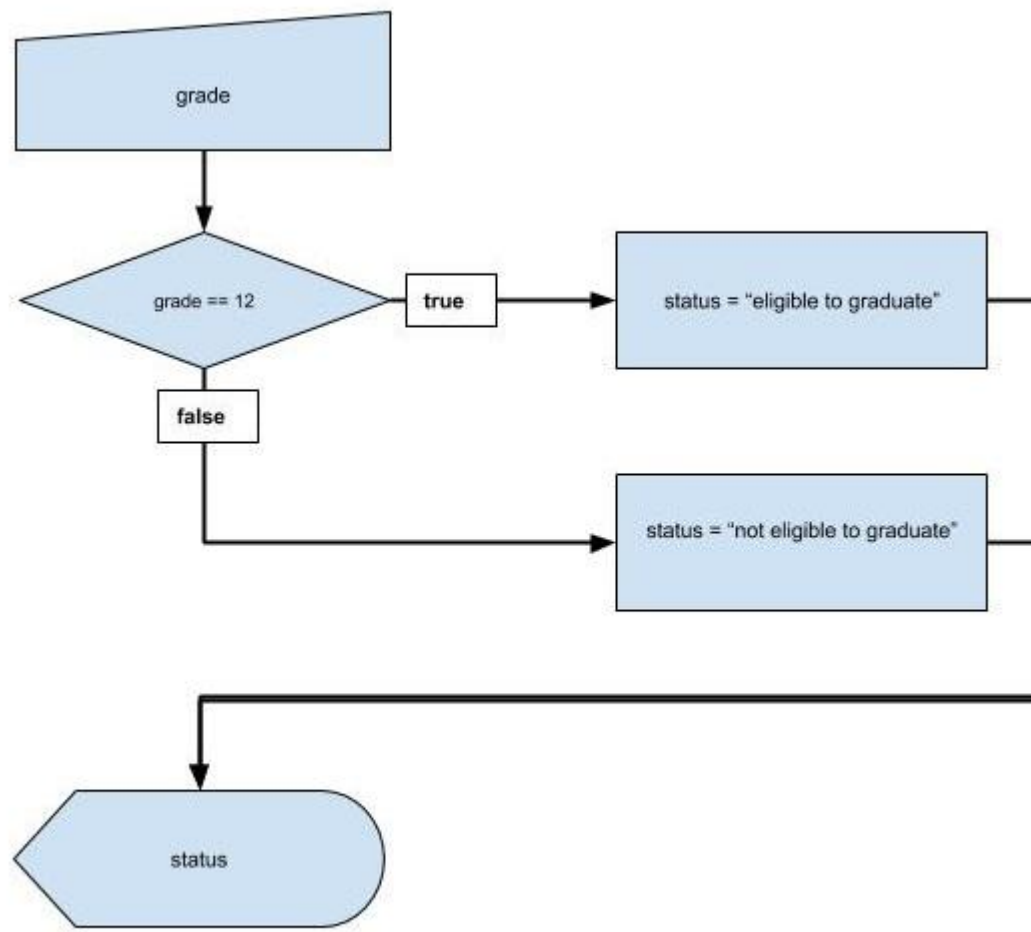 grade
grade == 12
true
status = “eligible to graduate”
false
status = “not eligible to graduate”
status